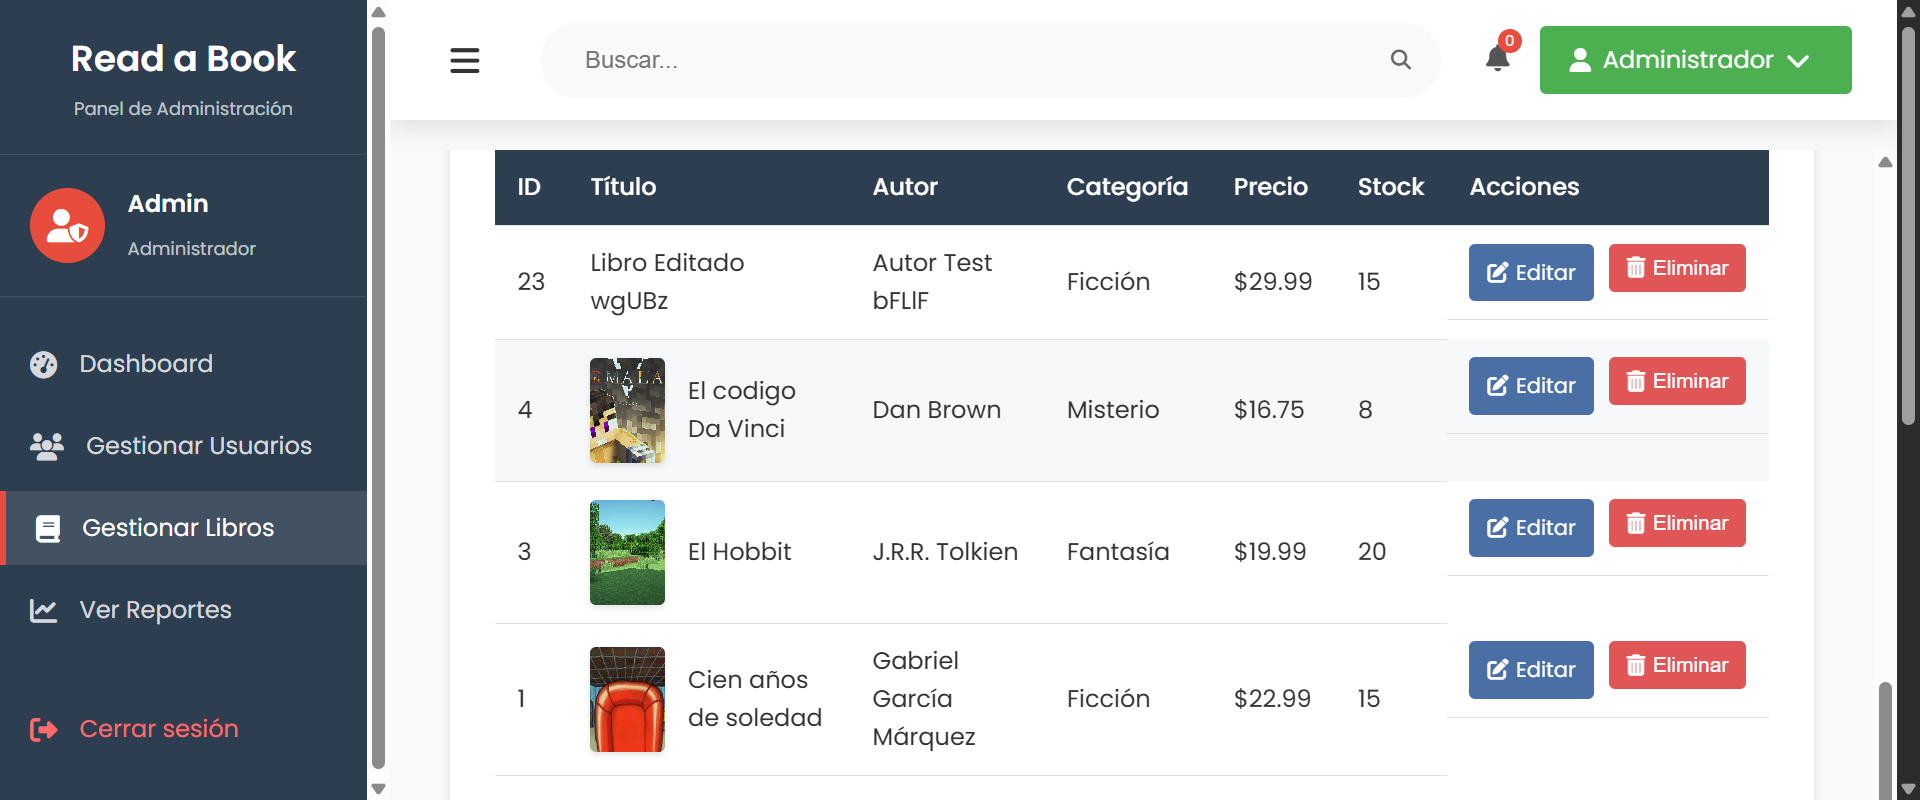 Read a Book
Panel de Administración
Admin
Administrador
Dashboard
Gestionar Usuarios
Gestionar Libros
Ver Reportes
Cerrar sesión
Buscar...
0
Administrador
ID Título Autor Categoría Precio Stock Acciones
23 Libro Editado wgUBz Autor Test bFLlF Ficción $29.99 15 Editar Eliminar
4 El codigo Da Vinci Dan Brown Misterio $16.75 8 Editar Eliminar
3 El Hobbit J.R.R. Tolkien Fantasía $19.99 20 Editar Eliminar
1 Cien años de soledad Gabriel García Márquez Ficción $22.99 15 Editar Eliminar